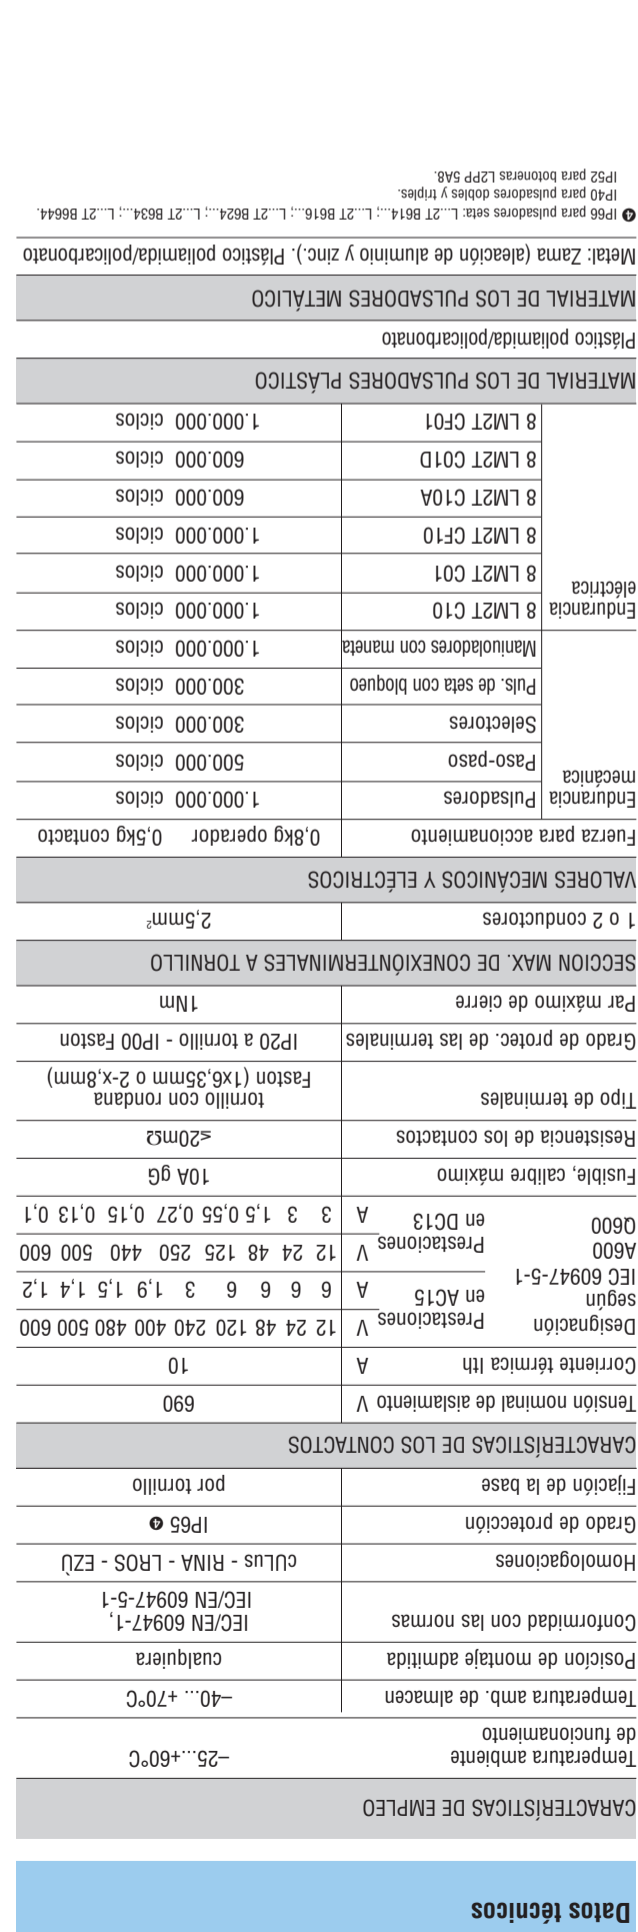 Datos técnicos
CARACTERÍSTICAS DE EMPLEO
Temperatura ambiente
de funcionamiento
–25...+60°C
Temperatura amb. de almacen
–40... +70°C
Posición de montaje admitida
cualquiera
Conformidad con las normas
IEC/EN 60947-1,
IEC/EN 60947-5-1
Homologaciones
cULus - RINA - LROS - EZÙ
Grado de protección
IP65 ❹
Fijación de la base
por tornillo
CARACTERÍSTICAS DE LOS CONTACTOS
Tensión nominal de aislamiento V
690
Corriente térmica Ith A
10
Designación
según
IEC 60947-5-1
A600
Q600
Prestaciones
en AC15
V 12 24 48 120 240 400 480 500 600
A 6 6 6 6 3 1,9 1,5 1,4 1,2
Prestaciones
en DC13
V 12 24 48 125 250 440 500 600
A 3 3 1,5 0,55 0,27 0,15 0,13 0,1
Fusible, calibre máximo
10A gG
Resistencia de los contactos
≤20mΩ
Tipo de terminales
tornillo con rondana
Faston (1x6,35mm o 2-x,8mm)
Grado de protec. de las terminales
IP20 a tornillo - IP00 Faston
Par máximo de cierre
1Nm
SECCION MAX. DE CONEXIÓNTERMINALES A TORNILLO
1 o 2 conductores
2,5mm²
VALORES MECÁNICOS Y ELÉCTRICOS
Fuerza para accionamiento
0,8kg operador 0,5kg contacto
Endurancia
mecánica
Pulsadores
1.000.000 ciclos
Paso-paso
500.000 ciclos
Selectores
300.000 ciclos
Puls. de seta con bloqueo
300.000 ciclos
Maniuoladores con maneta
1.000.000 ciclos
Endurancia
eléctrica
8 LM2T C10
1.000.000 ciclos
8 LM2T C01
1.000.000 ciclos
8 LM2T CF10
1.000.000 ciclos
8 LM2T C10A
600.000 ciclos
8 LM2T C01D
600.000 ciclos
8 LM2T CF01
1.000.000 ciclos
MATERIAL DE LOS PULSADORES PLÁSTICO
Plástico poliamida/policarbonato
MATERIAL DE LOS PULSADORES METÁLICO
Metal: Zama (aleación de aluminio y zinc.). Plástico poliamida/policarbonato
❹ IP66 para pulsadores seta: L...2T B614...; L...2T B616...; L...2T B624...; L...2T B634...; L...2T B6644.
IP40 para pulsadores dobles y triples.
IP52 para botoneras L2PP 5A8.